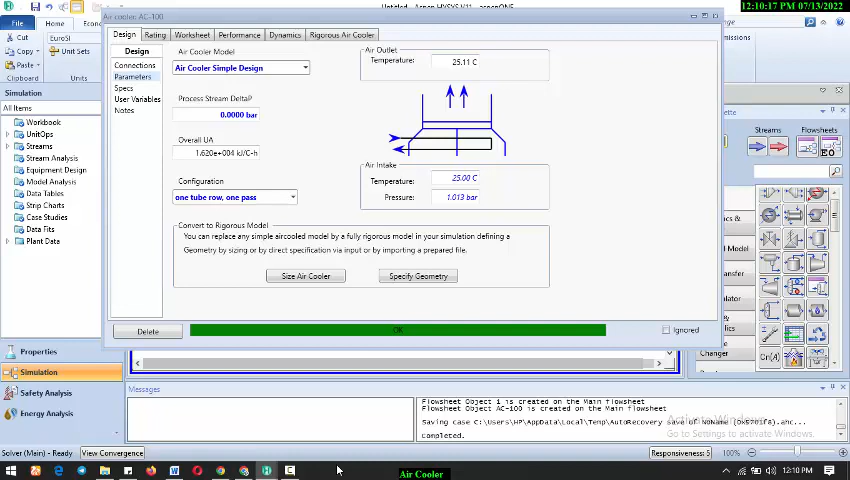 12:10:17 PM 07/13/2022
Untitled - Aspen HYSYS
aspenONE
File
Home
Econ
Cut
EuroSI
Copy
Unit Sets
Paste
Clipboard
Units
Simulation
All Items
Workbook
UnitOps
Streams
Stream Analysis
Equipment Design
Model Analysis
Data Tables
Strip Charts
Case Studies
Data Fits
Plant Data
Properties
Simulation
Safety Analysis
Energy Analysis
Air cooler: AC-100
Design
Rating
Worksheet
Performance
Dynamics
Rigorous Air Cooler
Design
Connections
Parameters
Specs
User Variables
Notes
Air Cooler Model
Air Cooler Simple Design
Process Stream DeltaP
0.0000 bar
Overall UA
1.620e+004 kJ/C-h
Configuration
one tube row, one pass
Air Outlet
Temperature:
25.11 C
Air Intake
Temperature:
25.00 C
Pressure:
1.013 bar
Convert to Rigorous Model
You can replace any simple aircooled model by a fully rigorous model in your simulation defining a
Geometry by sizing or by direct specification via input or by importing a prepared file.
Size Air Cooler
Specify Geometry
Delete
OK
Ignored
Streams
Flowsheets
EO
Cn(A)
Changer
Messages
Flowsheet Object 1 is created on the Main flowsheet
Flowsheet Object AC-100 is created on the Main flowsheet
Completed.
Activate Windows
Go to Settings to activate Windows.
Solver (Main) - Ready
View Convergence
Responsiveness: 5
100%
Air Cooler
12:10 PM